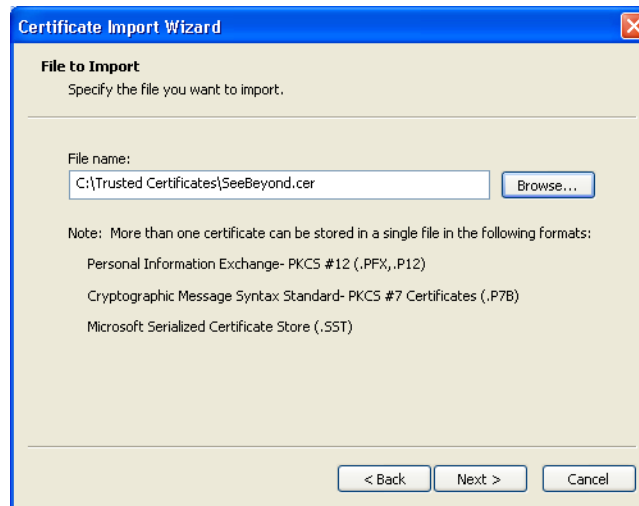 Certificate Import Wizard
File to Import
Specify the file you want to import.
File name:
C:\Trusted Certificates\SeeBeyond.cer
Browse...
Note:  More than one certificate can be stored in a single file in the following formats:
Personal Information Exchange- PKCS #12 (.PFX,.P12)
Cryptographic Message Syntax Standard- PKCS #7 Certificates (.P7B)
Microsoft Serialized Certificate Store (.SST)
< Back
Next >
Cancel